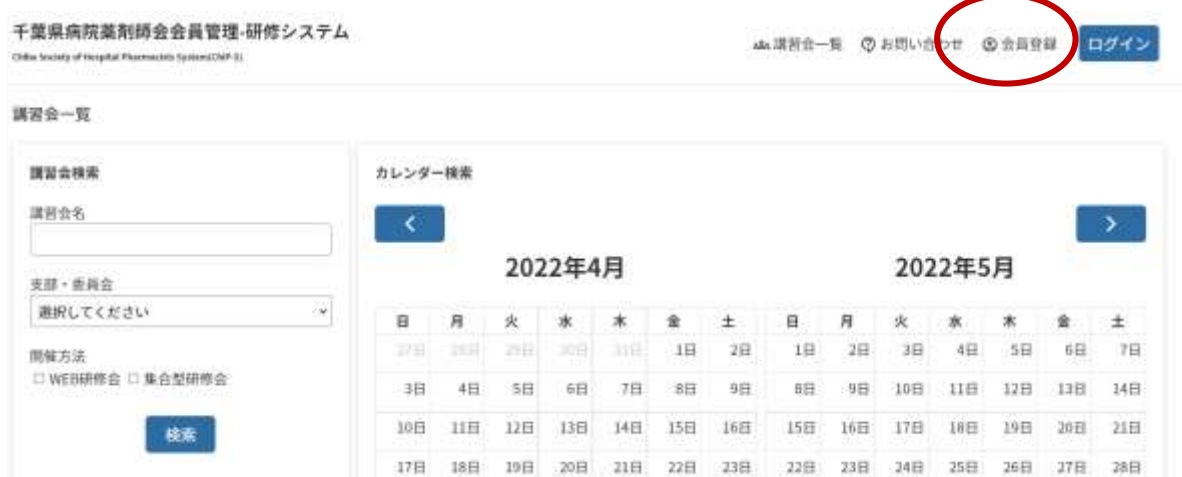 千葉県病院薬剤師会会員管理-研修システム
Chiba Society of Hospital Pharmacists System(ChiP-S)
講習会一覧 お問い合わせ 会員登録 ログイン
講習会一覧
講習会検索
講習会名
支部・委員会
選択してください
開催方法
WEB研修会 集合型研修会
検索
カレンダー検索
2022年4月
日 月 火 水 木 金 土
27日 28日 29日 30日 31日 1日 2日
3日 4日 5日 6日 7日 8日 9日
10日 11日 12日 13日 14日 15日 16日
17日 18日 19日 20日 21日 22日 23日
2022年5月
日 月 火 水 木 金 土
1日 2日 3日 4日 5日 6日 7日
8日 9日 10日 11日 12日 13日 14日
15日 16日 17日 18日 19日 20日 21日
22日 23日 24日 25日 26日 27日 28日